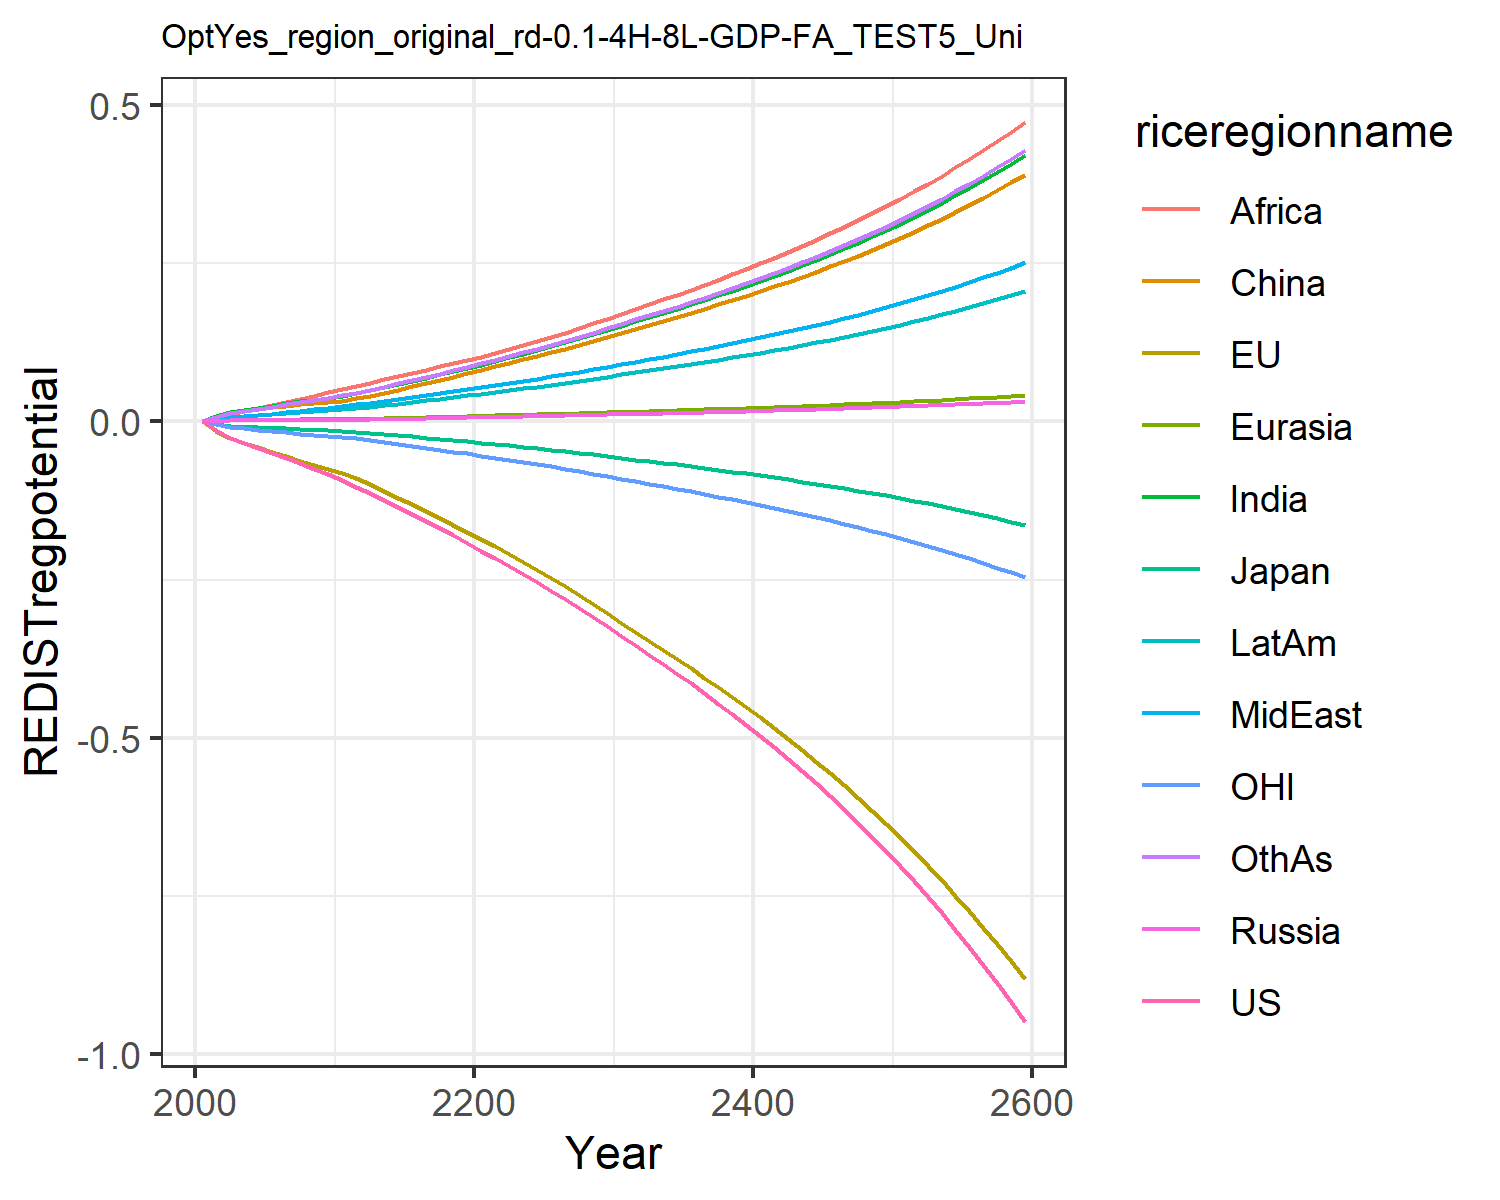 OptYes_region_original_rd-0.1-4H-8L-GDP-FA_TEST5_Uni
REDISTregpotential
0.5
0.0
-0.5
-1.0
2000
2200
2400
2600
Year
riceregionname
Africa
China
EU
Eurasia
India
Japan
LatAm
MidEast
OHI
OthAs
Russia
US